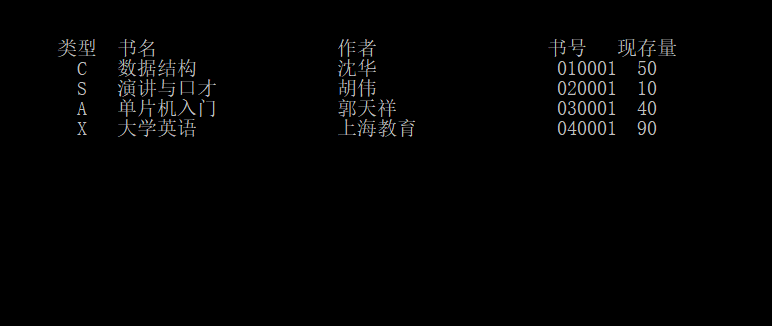 类型 书名 作者 书号 现存量
C 数据结构 沈华 010001 50
S 演讲与口才 胡伟 020001 10
A 单片机入门 郭天祥 030001 40
X 大学英语 上海教育 040001 90